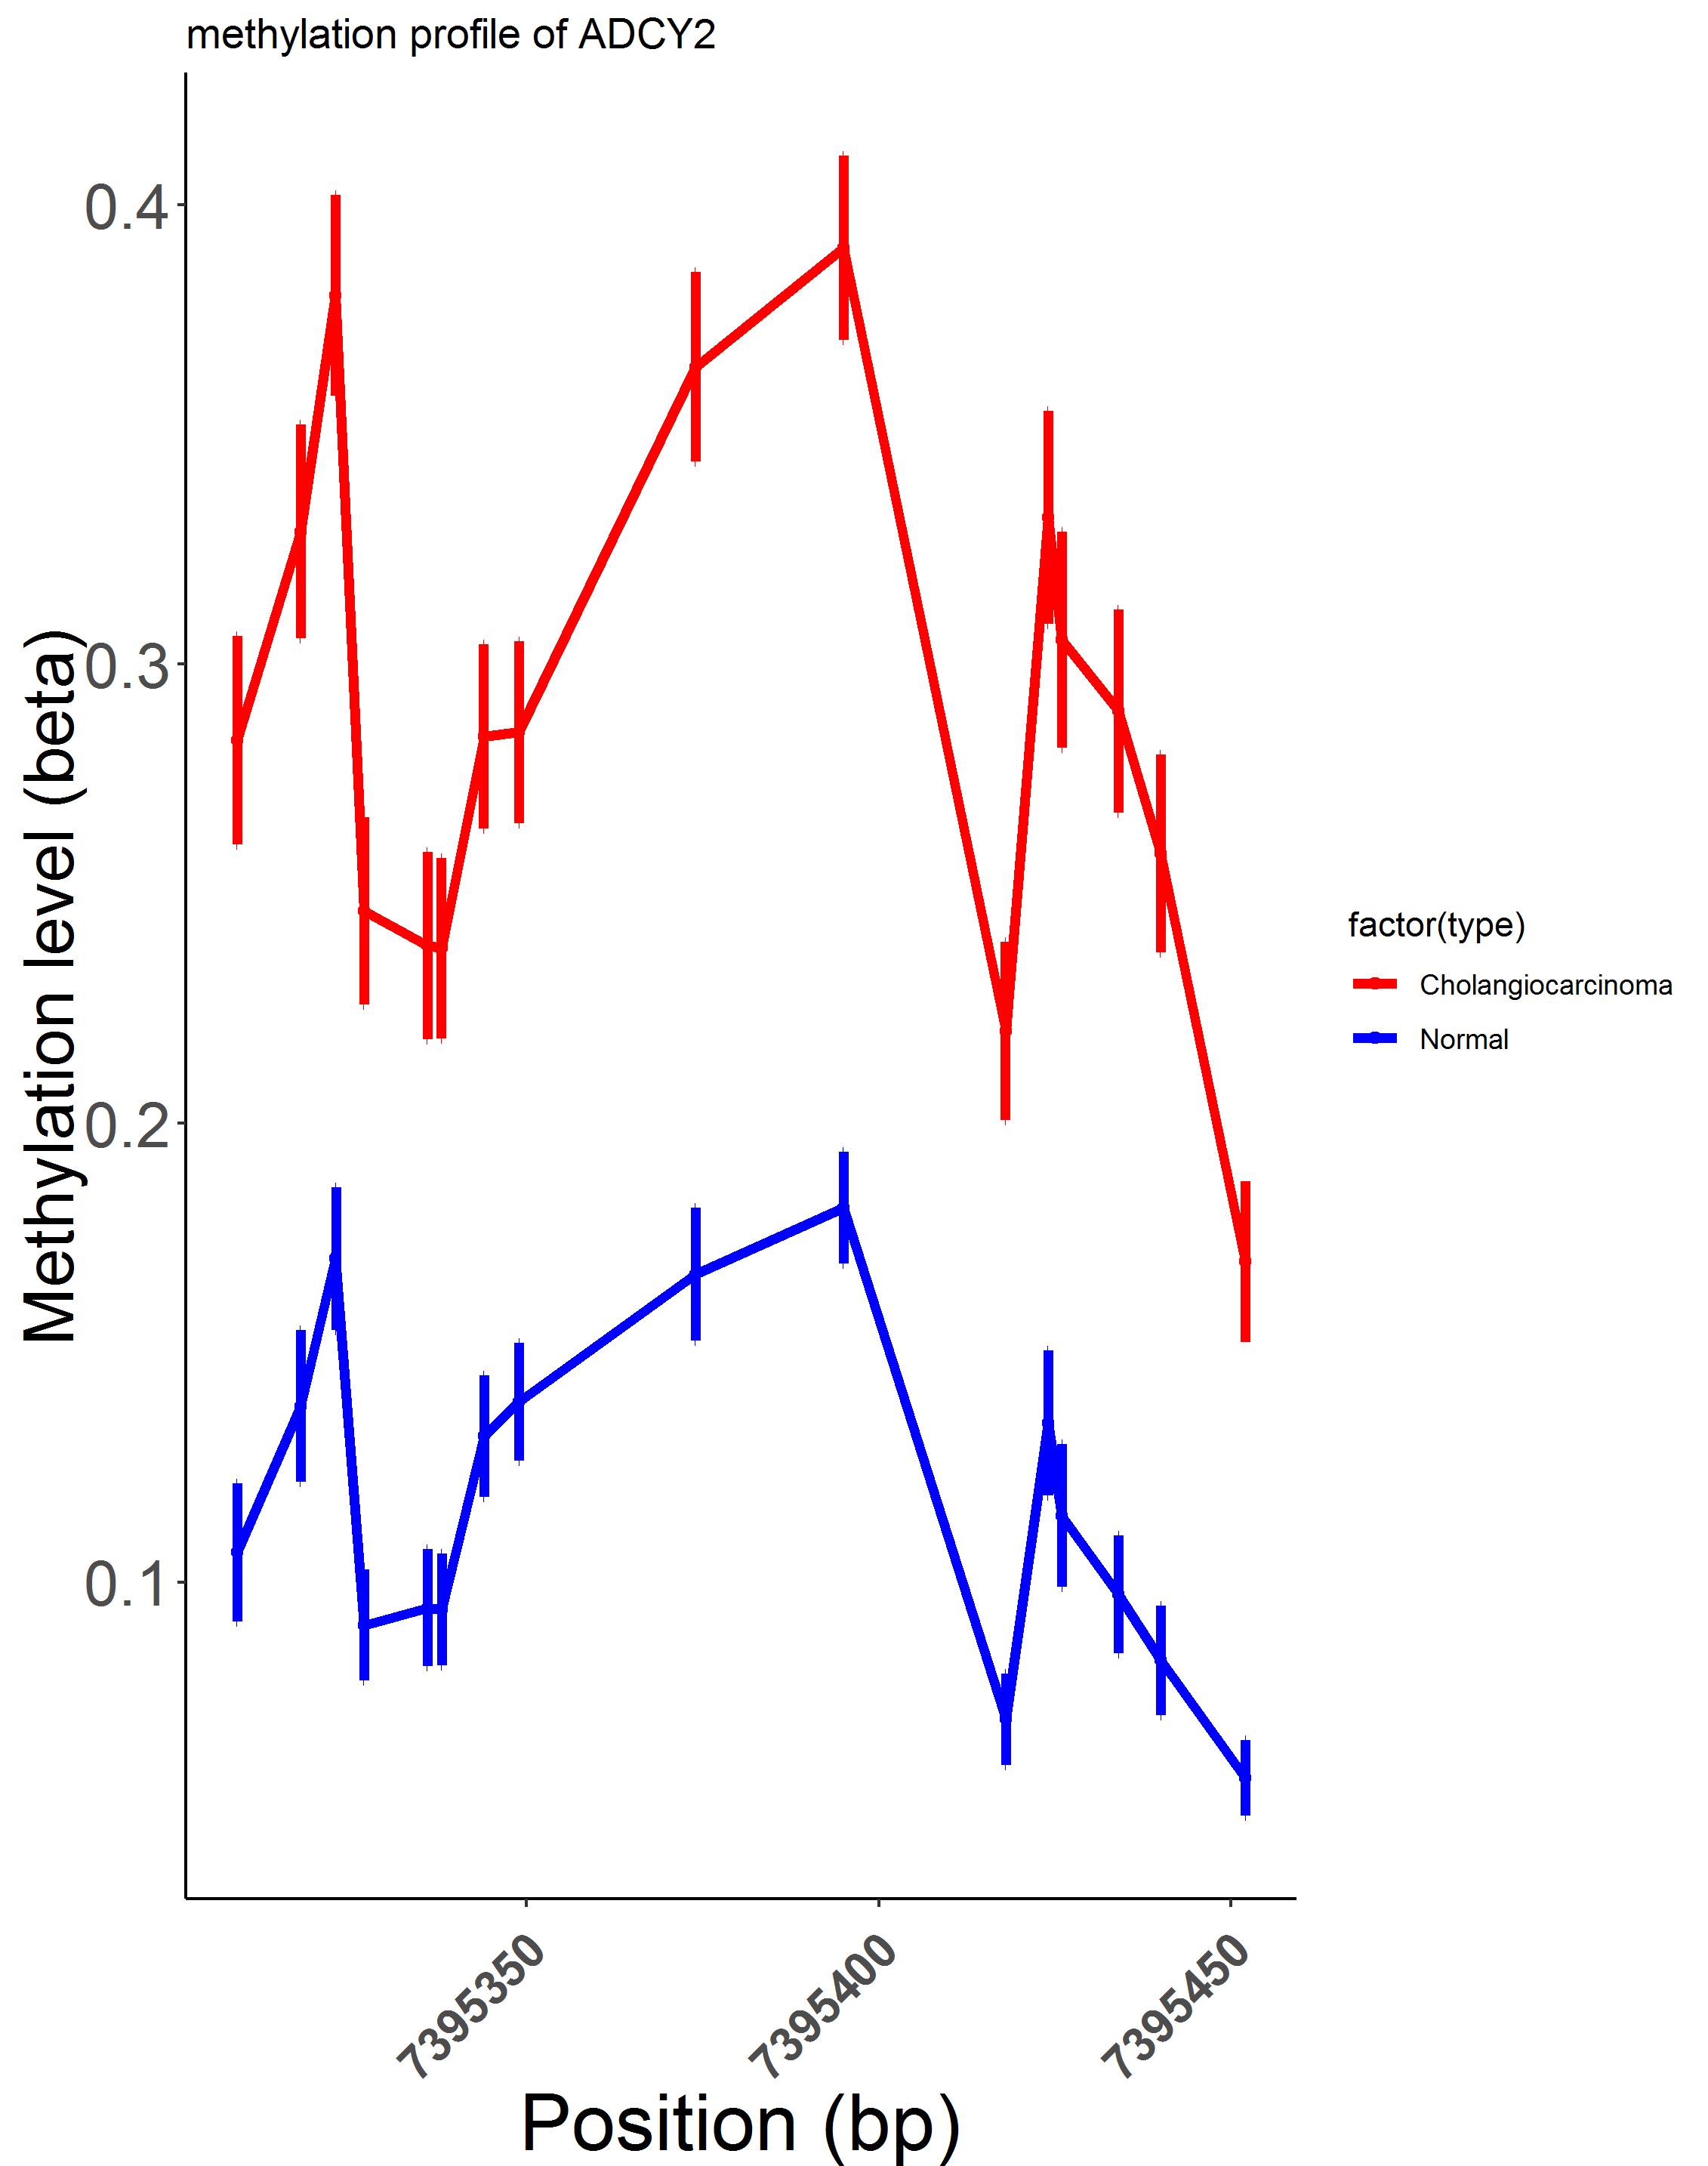 methylation profile of ADCY2
0.4
0.3
0.2
0.1
Methylation level (beta)
7395350
7395400
7395450
Position (bp)
factor(type)
Cholangiocarcinoma
Normal